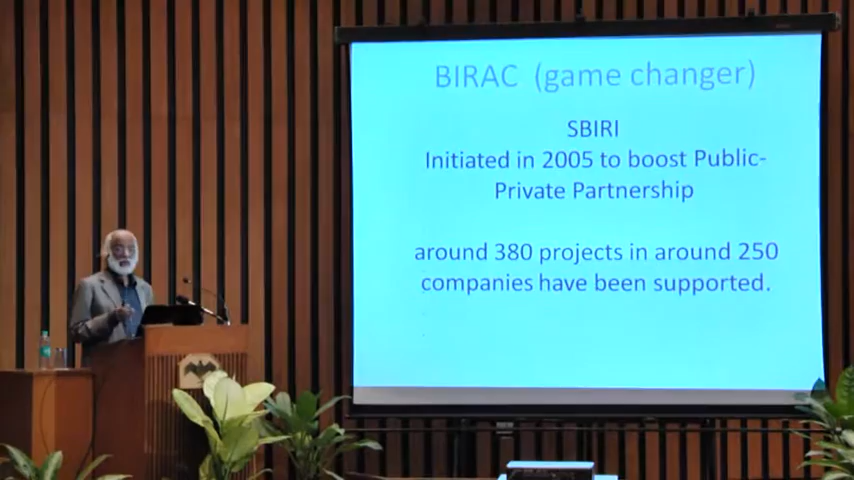 BIRAC (game changer)
SBIRI
Initiated in 2005 to boost Public-
Private Partnership
around 380 projects in around 250
companies have been supported.